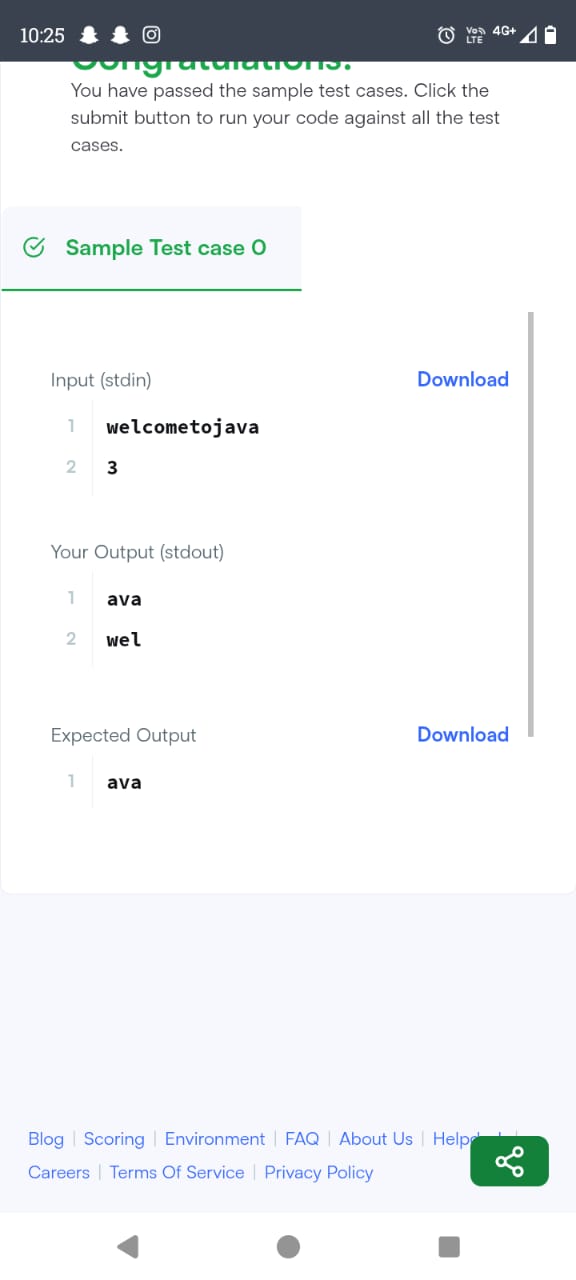 10:25 Vo)) LTE 4G+
Congratulations!
You have passed the sample test cases. Click the
submit button to run your code against all the test
cases.
Sample Test case 0
Input (stdin) Download
1 welcometojava
2 3
Your Output (stdout)
1 ava
2 wel
Expected Output Download
1 ava
Blog | Scoring | Environment | FAQ | About Us |
Careers | Terms Of Service | Privacy Policy